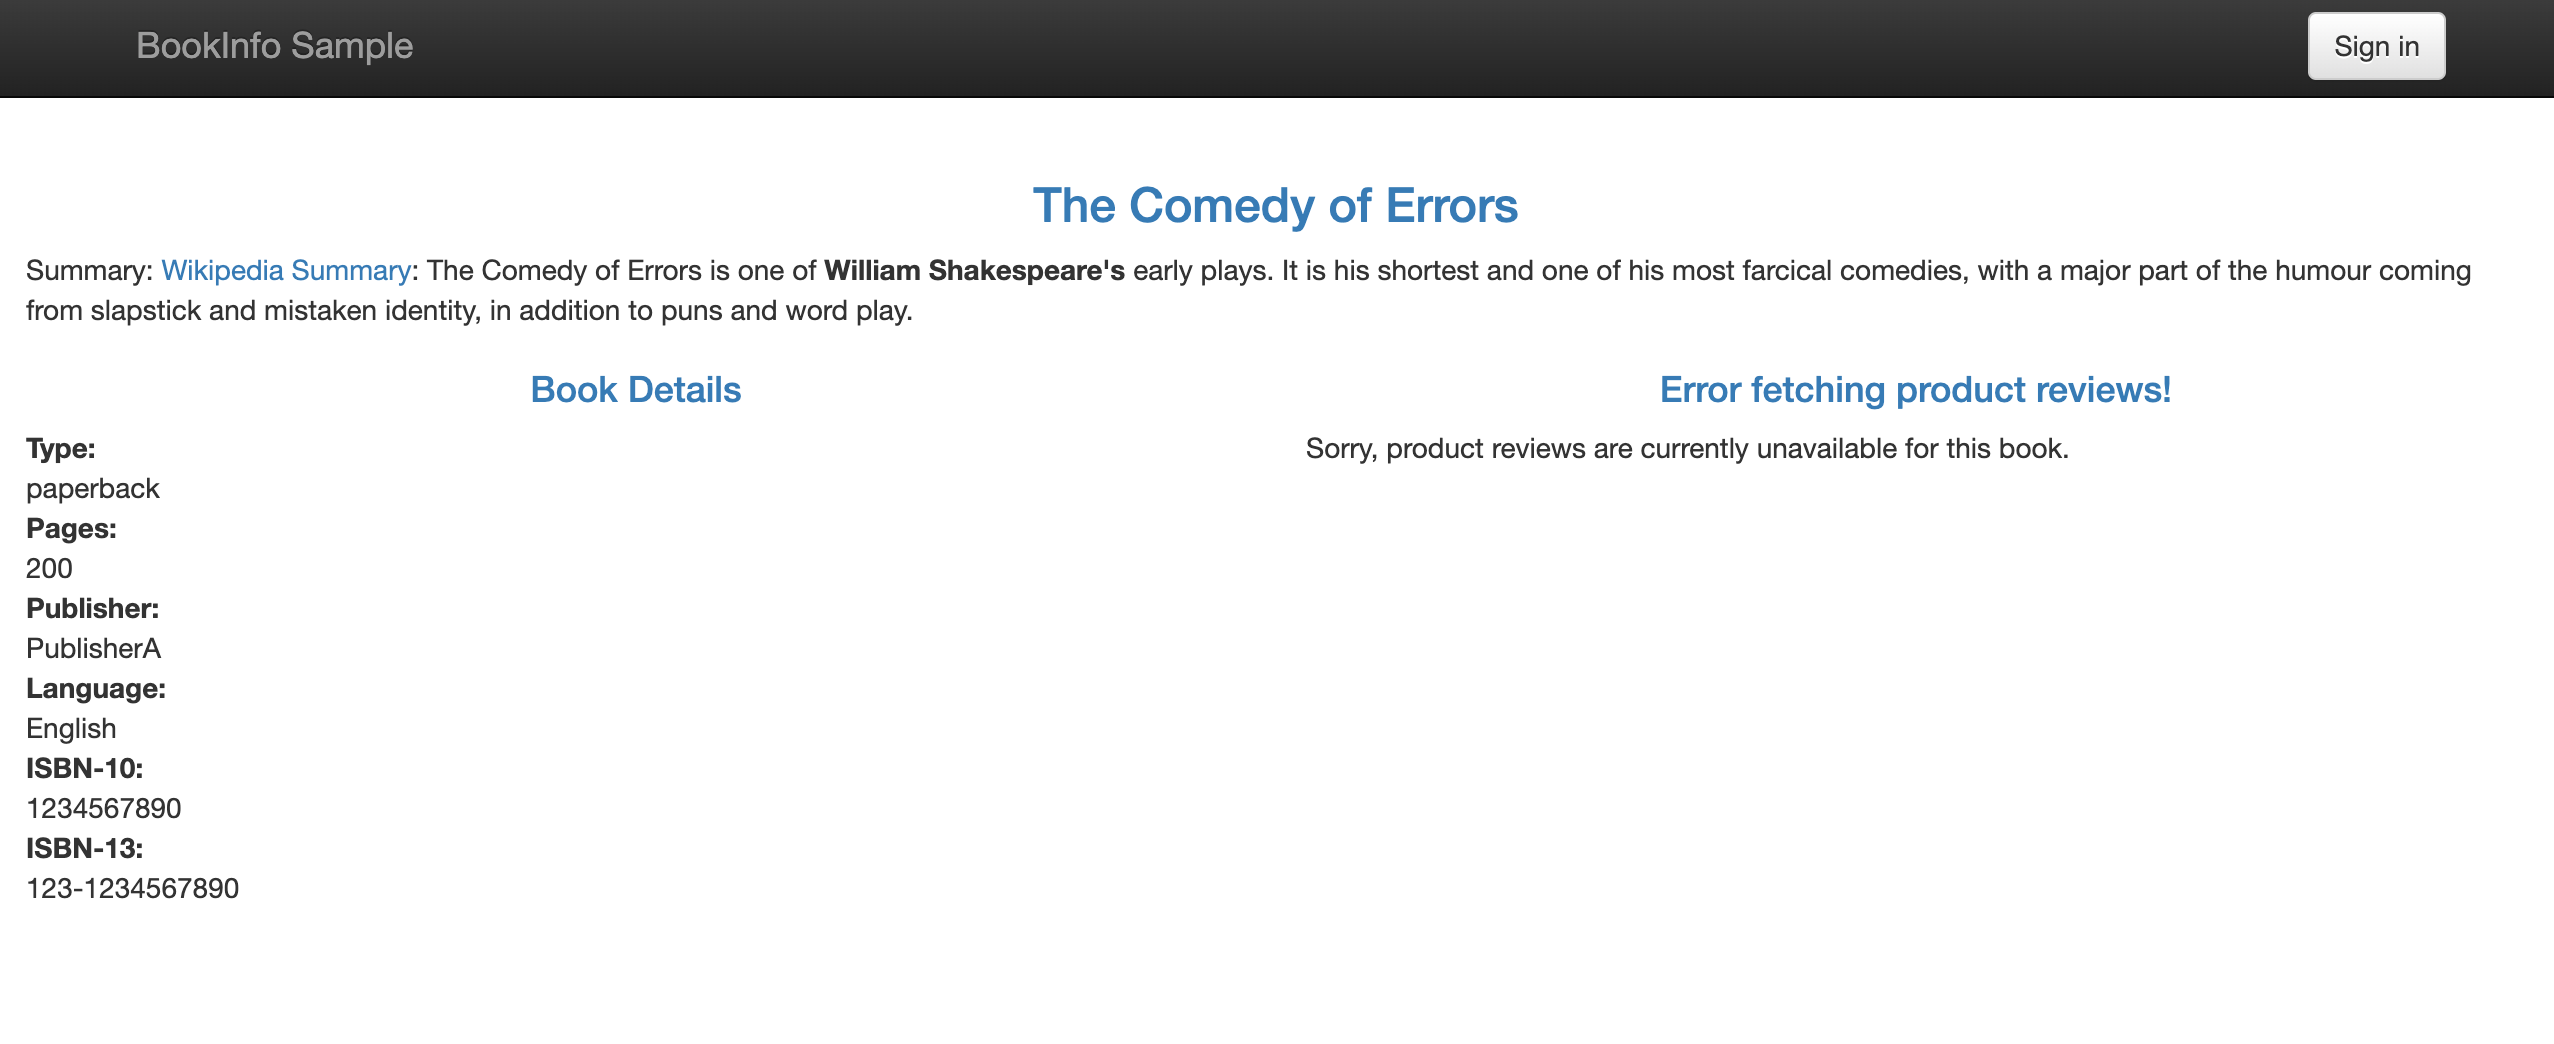 BookInfo Sample
Sign in
The Comedy of Errors
Summary: Wikipedia Summary: The Comedy of Errors is one of William Shakespeare's early plays. It is his shortest and one of his most farcical comedies, with a major part of the humour coming
from slapstick and mistaken identity, in addition to puns and word play.
Book Details
Type:
paperback
Pages:
200
Publisher:
PublisherA
Language:
English
ISBN-10:
1234567890
ISBN-13:
123-1234567890
Error fetching product reviews!
Sorry, product reviews are currently unavailable for this book.